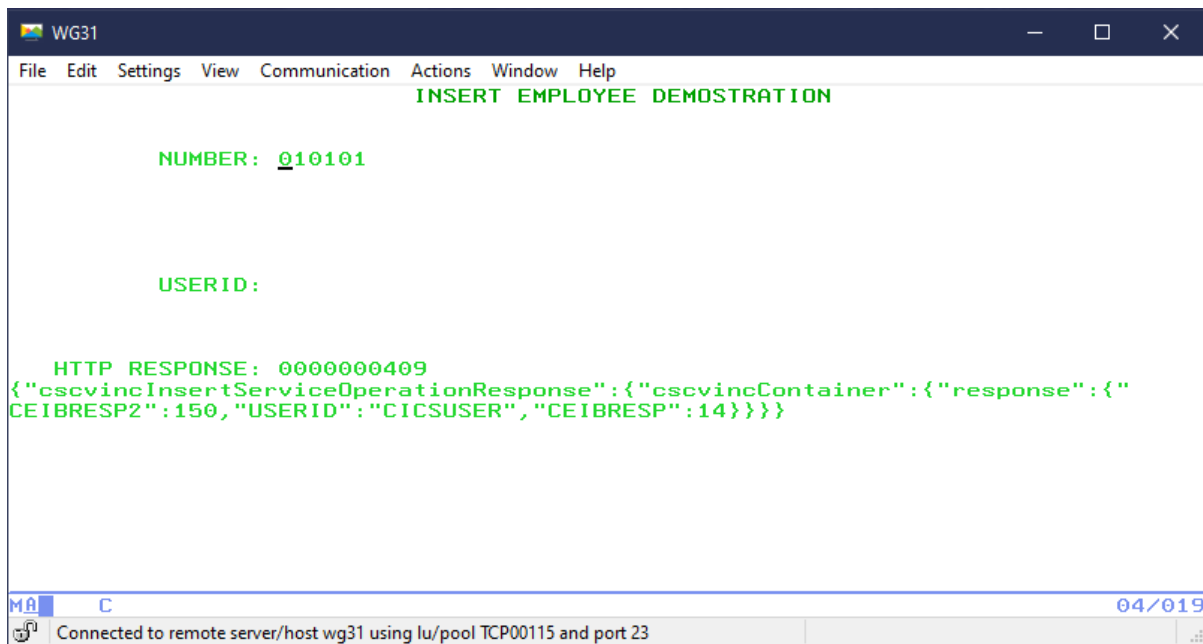 WG31
File Edit Settings View Communication Actions Window Help
INSERT EMPLOYEE DEMOSTRATION
NUMBER: 010101
USERID:
HTTP RESPONSE: 0000000409
{"cscvincInsertServiceOperationResponse":{"cscvincContainer":{"response":{"
CEIBRESP2":150,"USERID":"CICSUSER","CEIBRESP":14}}}}
MA C 04/019
Connected to remote server/host wg31 using lu/pool TCP00115 and port 23